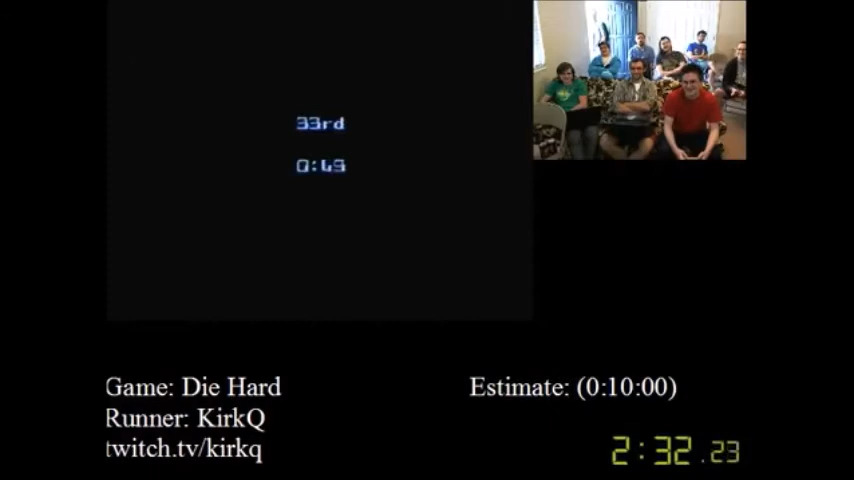 33rd
0:49
Game: Die Hard
Estimate: (0:10:00)
Runner: KirkQ
twitch.tv/kirkq
2:32.23